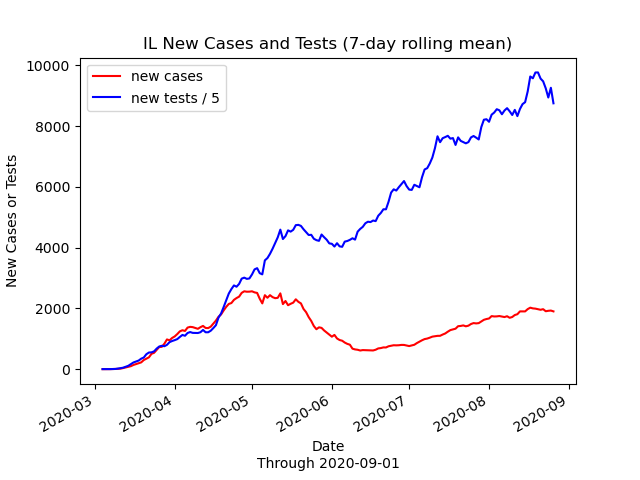 IL New Cases and Tests (7-day rolling mean)
new cases
new tests / 5
New Cases or Tests
10000
8000
6000
4000
2000
0
2020-03
2020-04
2020-05
2020-06
2020-07
2020-08
2020-09
Date
Through 2020-09-01